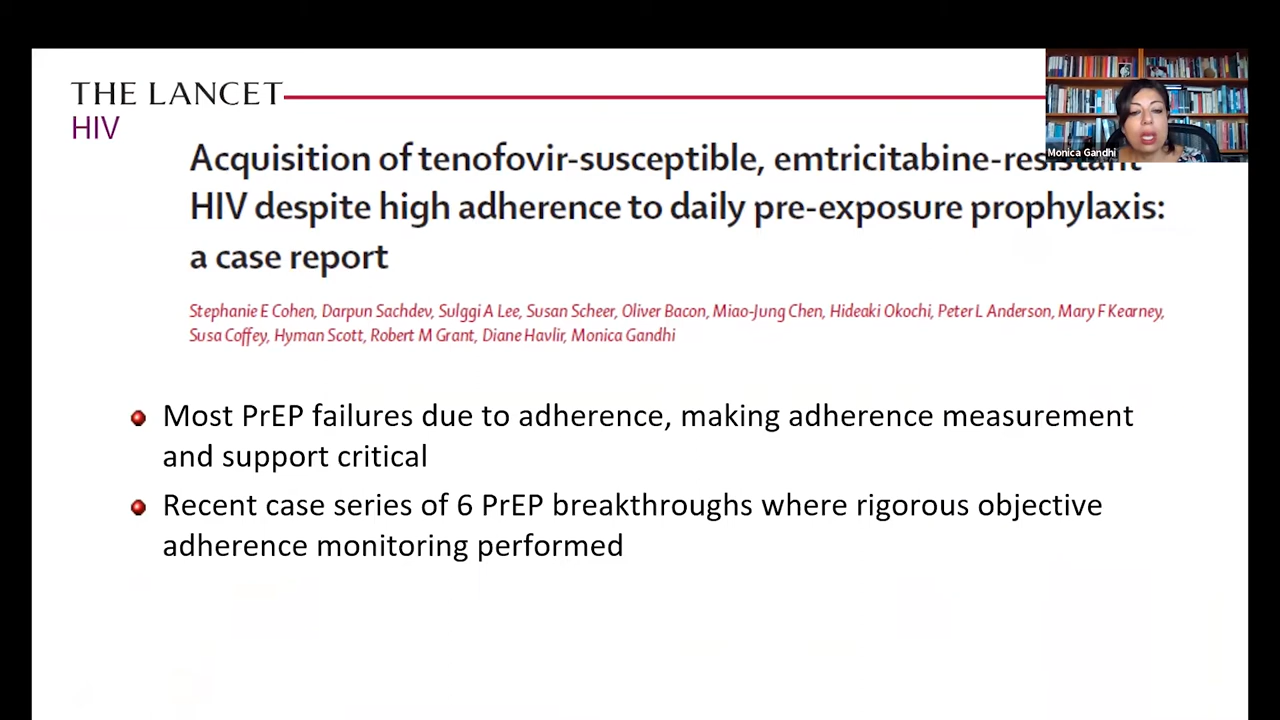 THE LANCET
HIV
Acquisition of tenofovir-susceptible, emtricitabine-resistant
HIV despite high adherence to daily pre-exposure prophylaxis:
a case report
Stephanie E Cohen, Darpun Sachdev, Sulggi A Lee, Susan Scheer, Oliver Bacon, Miao-Jung Chen, Hideaki Okochi, Peter L Anderson, Mary F Kearney,
Susa Coffey, Hyman Scott, Robert M Grant, Diane Havlir, Monica Gandhi
Most PrEP failures due to adherence, making adherence measurement
and support critical
Recent case series of 6 PrEP breakthroughs where rigorous objective
adherence monitoring performed
Monica Gandhi